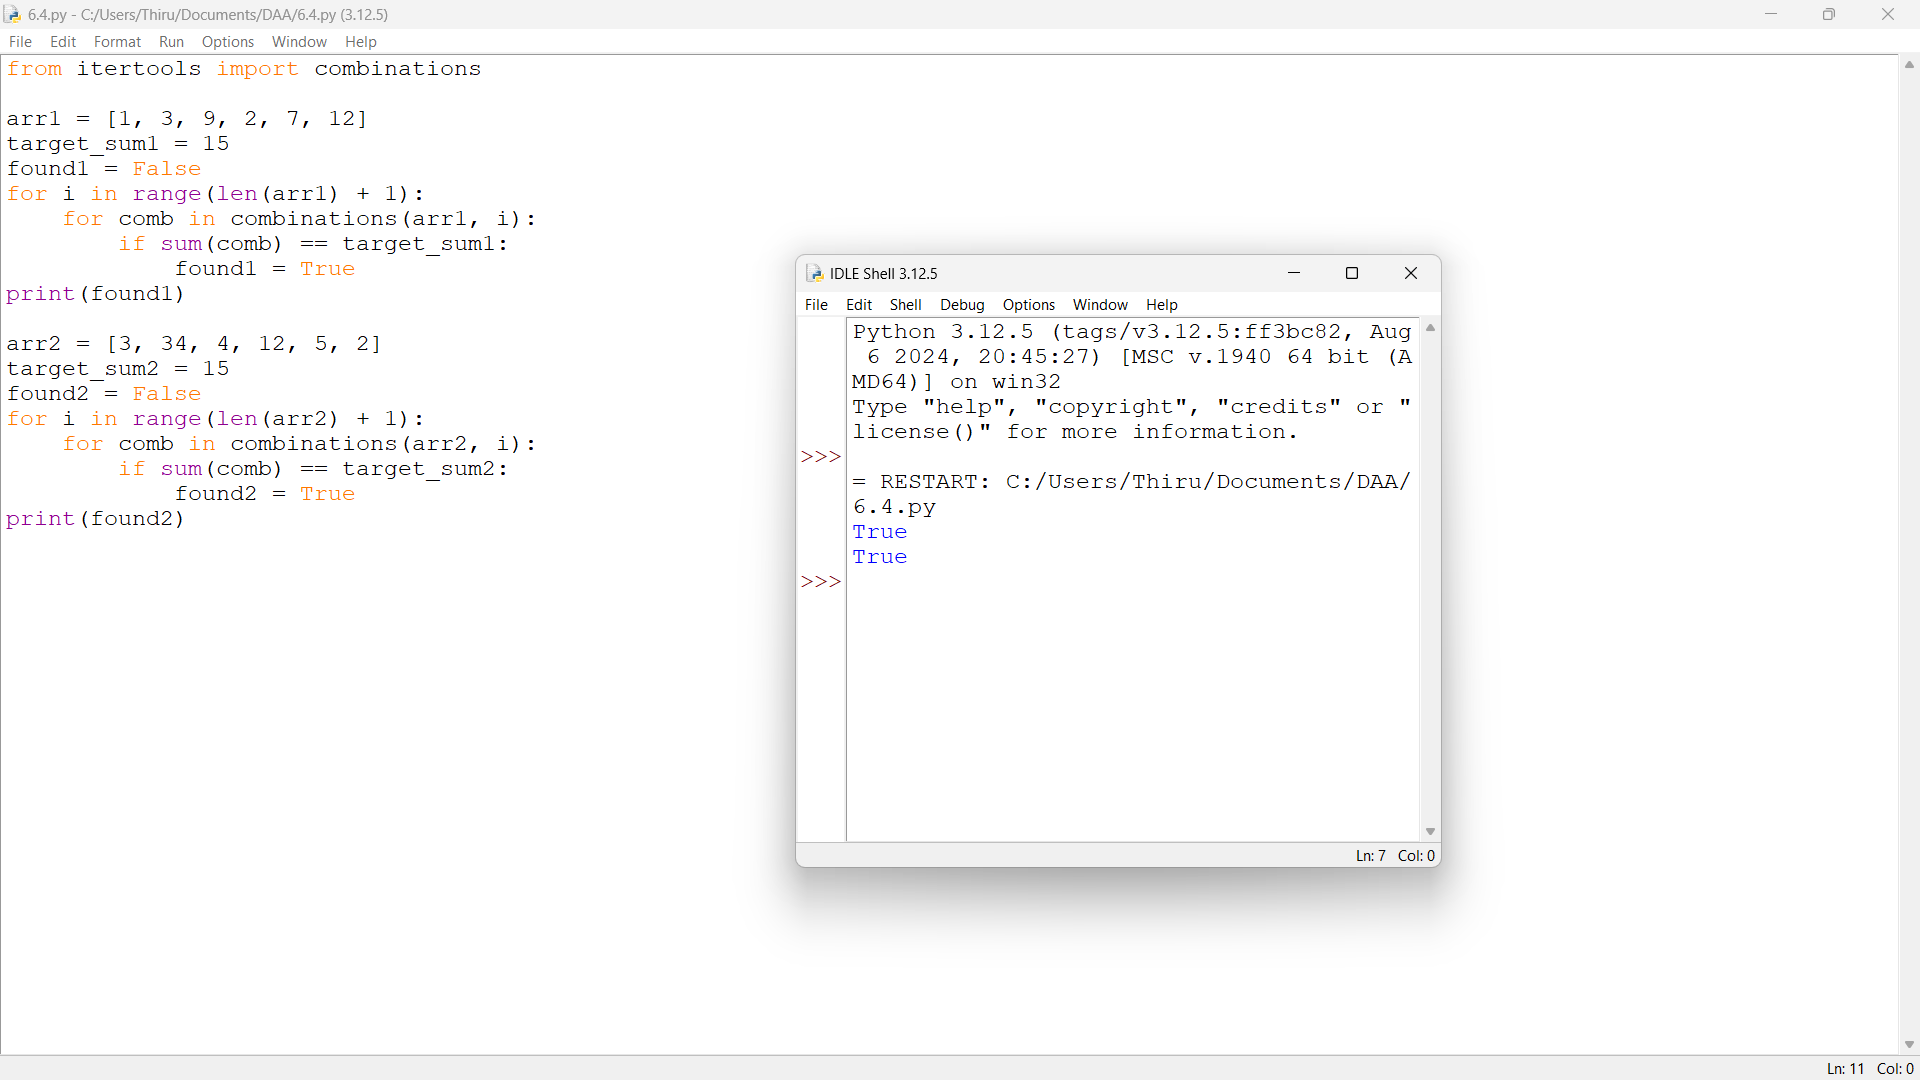 6.4.py - C:/Users/Thiru/Documents/DAA/6.4.py (3.12.5)
File Edit Format Run Options Window Help
from itertools import combinations

arr1 = [1, 3, 9, 2, 7, 12]
target_sum1 = 15
found1 = False
for i in range(len(arr1) + 1):
    for comb in combinations(arr1, i):
        if sum(comb) == target_sum1:
            found1 = True
print(found1)

arr2 = [3, 34, 4, 12, 5, 2]
target_sum2 = 15
found2 = False
for i in range(len(arr2) + 1):
    for comb in combinations(arr2, i):
        if sum(comb) == target_sum2:
            found2 = True
print(found2)
IDLE Shell 3.12.5
File Edit Shell Debug Options Window Help
Python 3.12.5 (tags/v3.12.5:ff3bc82, Aug
 6 2024, 20:45:27) [MSC v.1940 64 bit (A
MD64)] on win32
Type "help", "copyright", "credits" or "
license()" for more information.
>>>
= RESTART: C:/Users/Thiru/Documents/DAA/
6.4.py
True
True
>>>
Ln: 7 Col: 0
Ln: 11 Col: 0